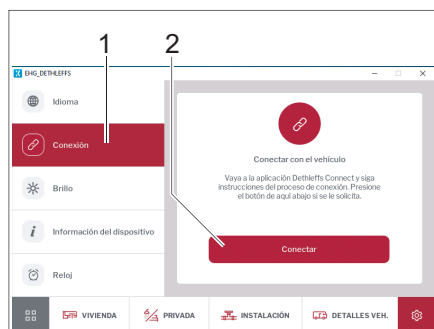 1
2
EHG_DETHLEFFS
Idioma
Conexión
Brillo
Información del dispositivo
Reloj
Conectar con el vehículo
Vaya a la aplicación Dethleffs Connect y siga
instrucciones del proceso de conexión. Presione
el botón de aquí abajo si se le solicita.
Conectar
VIVIENDA
PRIVADA
INSTALACIÓN
DETALLES VEH.